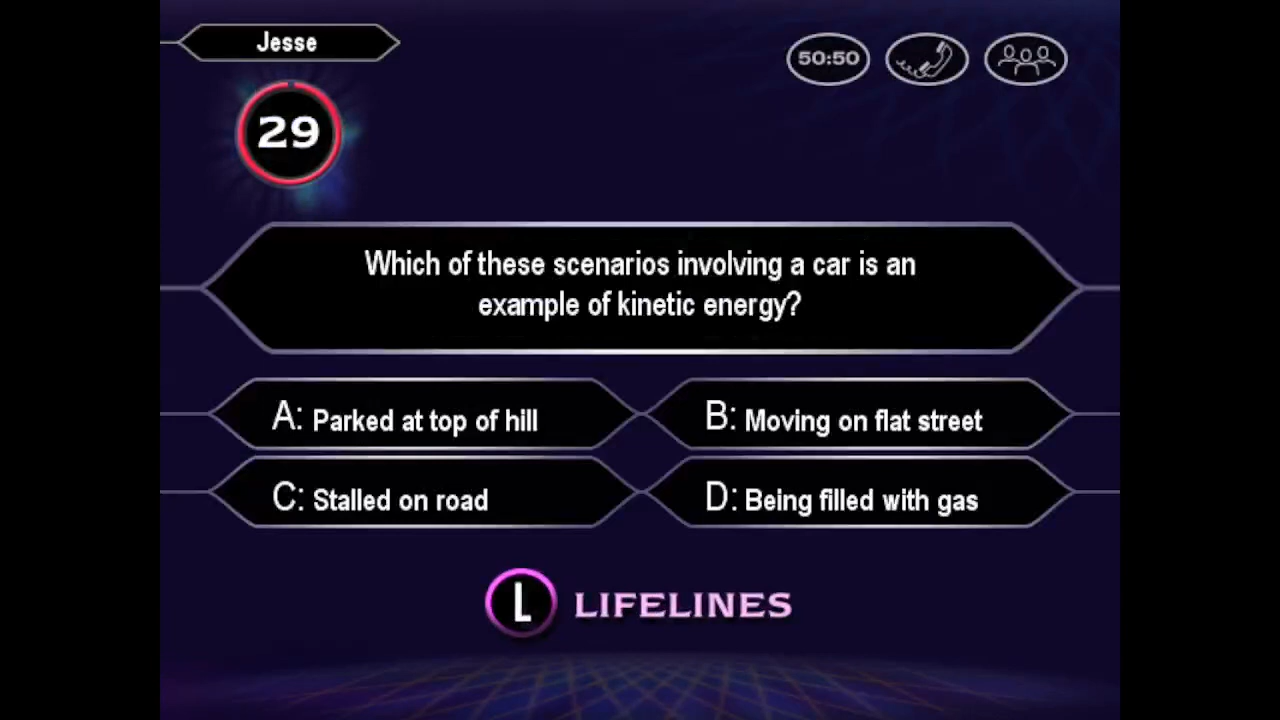 Jesse
50:50
29
Which of these scenarios involving a car is an
example of kinetic energy?
A: Parked at top of hill
B: Moving on flat street
C: Stalled on road
D: Being filled with gas
L LIFELINES